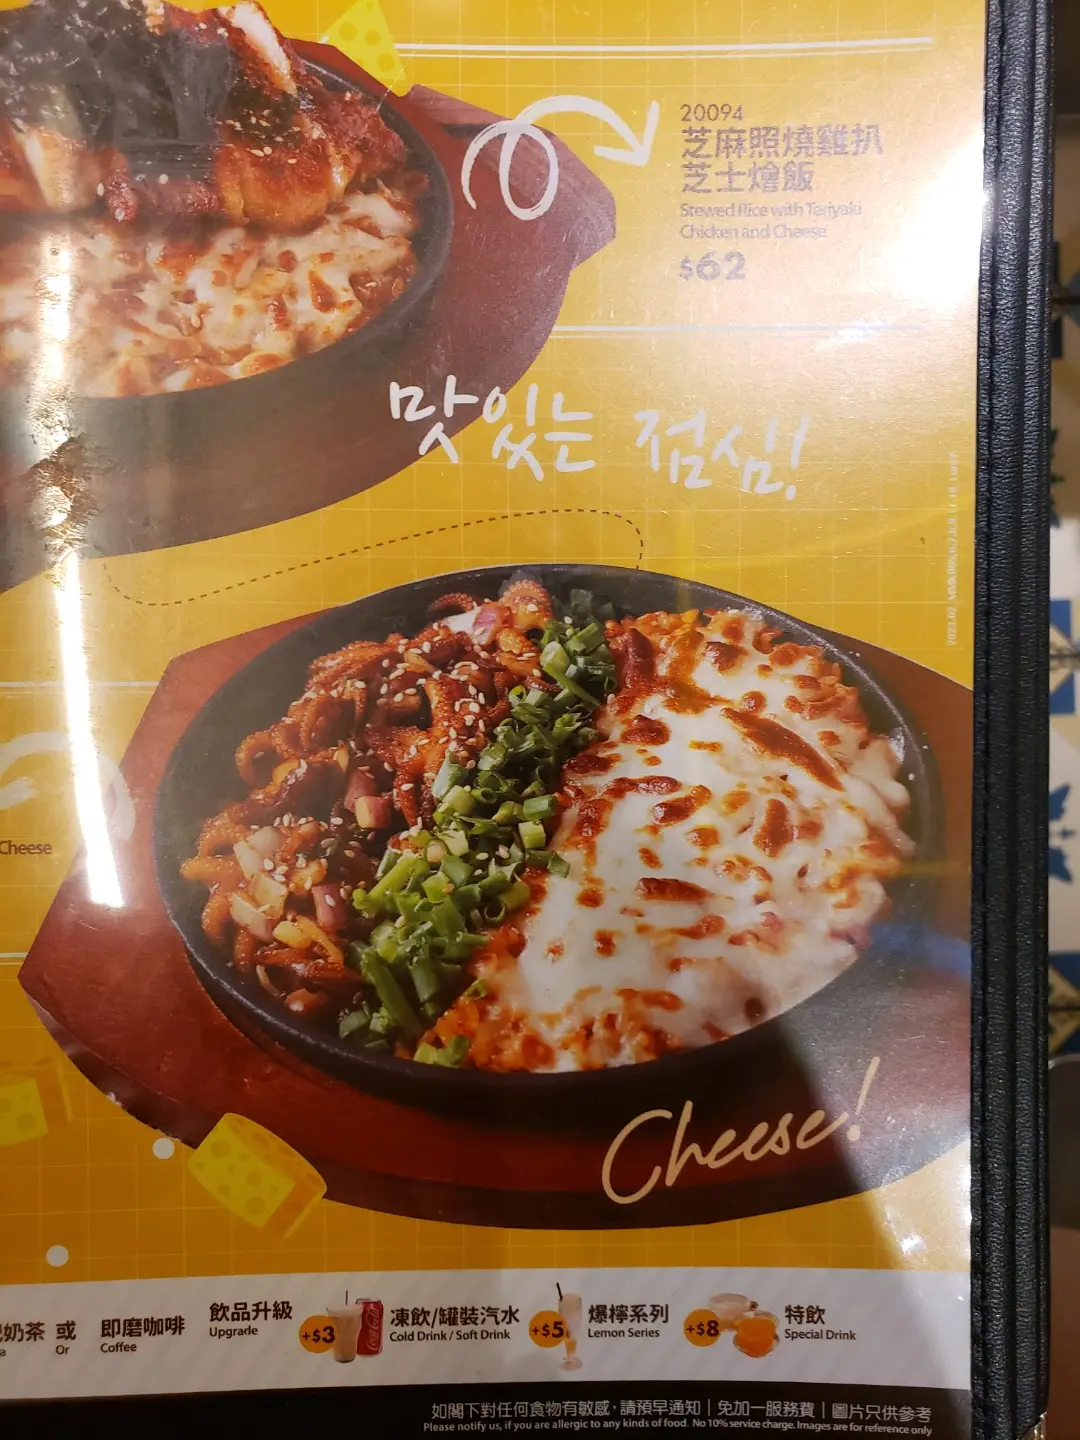 20094
芝麻照燒雞扒
芝士燴飯
Stewed Rice with Teriyaki
Chicken and Cheese
$62
맛있는 점심!
Cheese
Cheese!
奶茶 或 即磨咖啡
Or Coffee
飲品升級
Upgrade
+$3
凍飲/罐裝汽水
Cold Drink / Soft Drink
+$5
爆檸系列
Lemon Series
+$8
特飲
Special Drink
如閣下對任何食物有敏感，請預早通知｜免加一服務費｜圖片只供參考
Please notify us, if you are allergic to any kinds of food. No 10% service charge. Images are for reference only